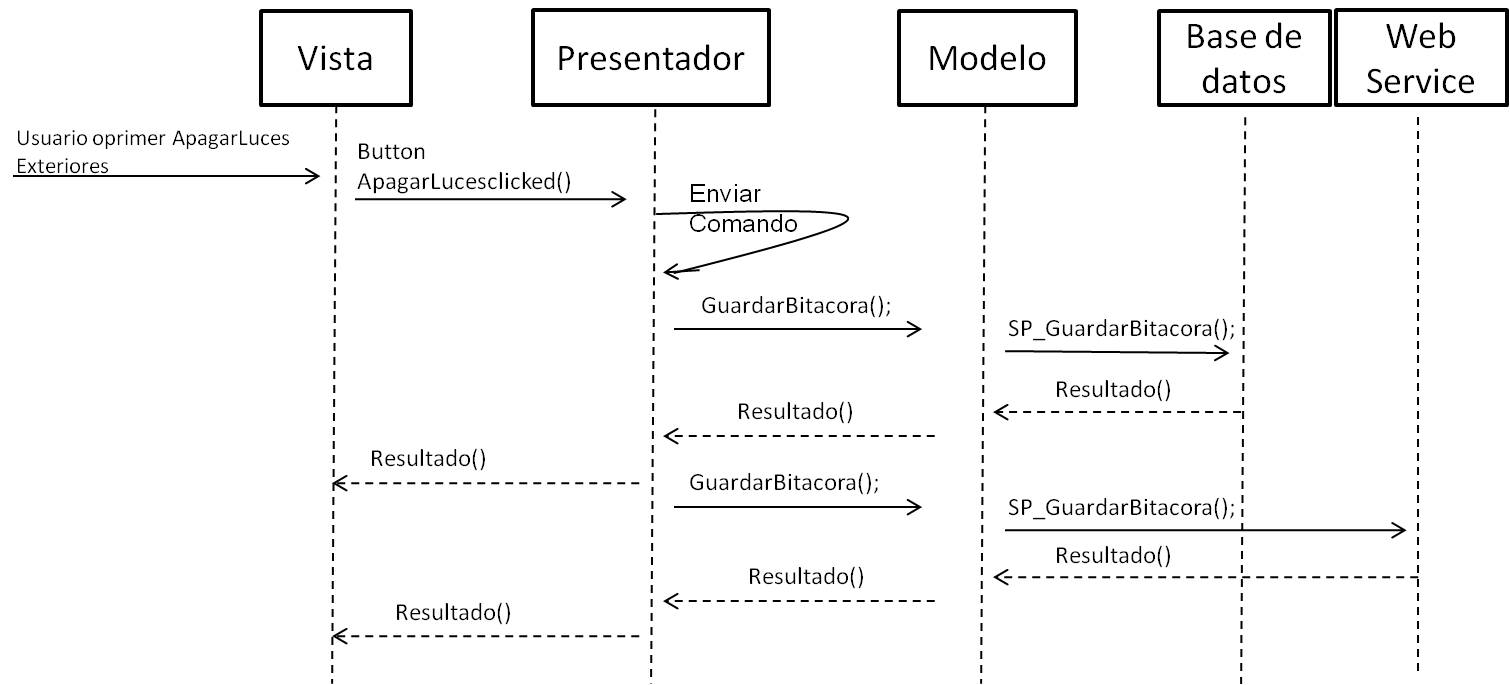 Vista
Presentador
Modelo
Base de
datos
Web
Service
Usuario oprimer ApagarLuces
Exteriores
Button
ApagarLucesclicked()
Enviar
Comando
GuardarBitacora();
SP_GuardarBitacora();
Resultado()
Resultado()
Resultado()
GuardarBitacora();
SP_GuardarBitacora();
Resultado()
Resultado()
Resultado()